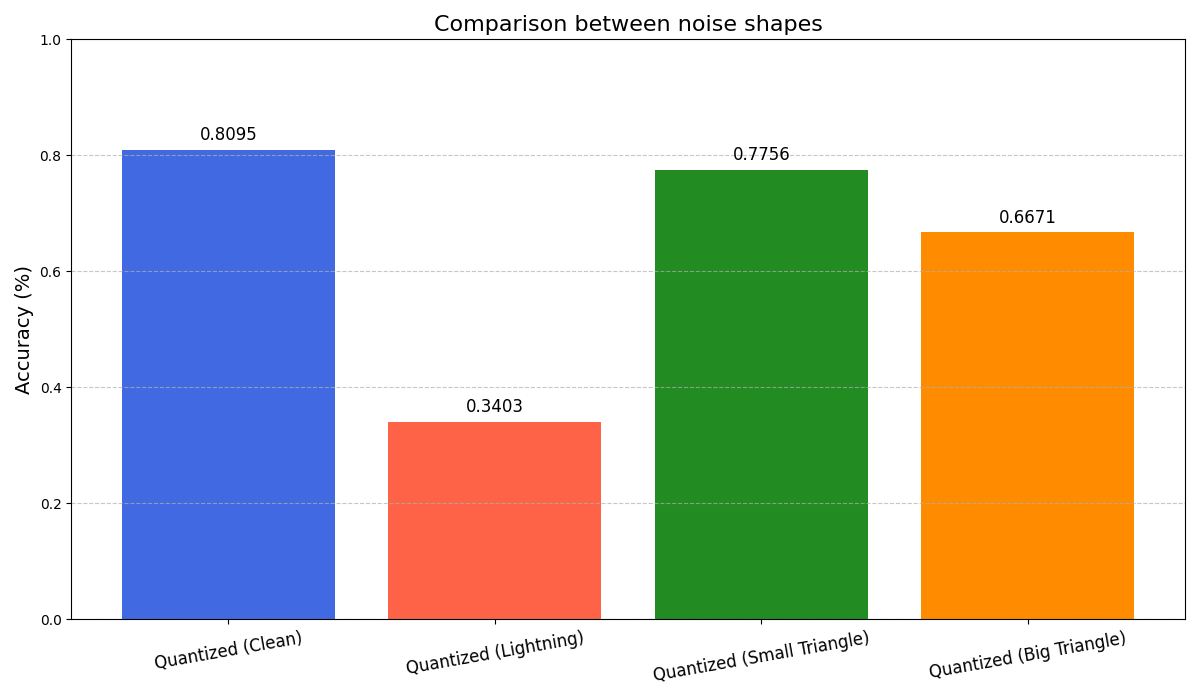 Comparison between noise shapes
Accuracy (%)
1.0
0.8
0.6
0.4
0.2
0.0
0.8095
0.3403
0.7756
0.6671
Quantized (Clean)
Quantized (Lightning)
Quantized (Small Triangle)
Quantized (Big Triangle)